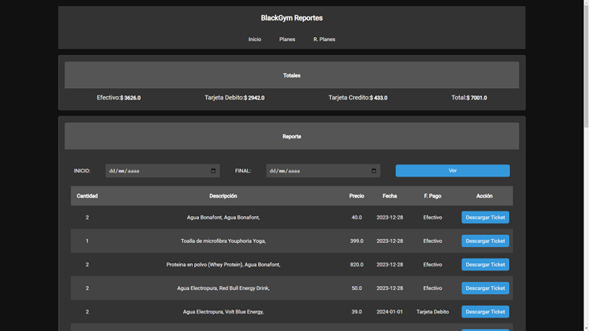 BlackGym Reportes
Inicio Planes R. Planes
Totales
Efectivo:$ 3626.0 Tarjeta Debito:$ 2942.0 Tarjeta Credito:$ 433.0 Total:$ 7001.0
Reporte
INICIO: dd/mm/aaaa FINAL: dd/mm/aaaa Ver
Cantidad Descripción Precio Fecha F. Pago Acción
2 Agua Bonafont, Agua Bonafont, 40.0 2023-12-28 Efectivo Descargar Ticket
1 Toalla de microfibra Youphoria Yoga, 399.0 2023-12-28 Efectivo Descargar Ticket
2 Proteina en polvo (Whey Protein), Agua Bonafont, 820.0 2023-12-28 Efectivo Descargar Ticket
2 Agua Electropura, Red Bull Energy Drink, 50.0 2023-12-28 Efectivo Descargar Ticket
2 Agua Electropura, Volt Blue Energy, 39.0 2024-01-01 Tarjeta Debito Descargar Ticket